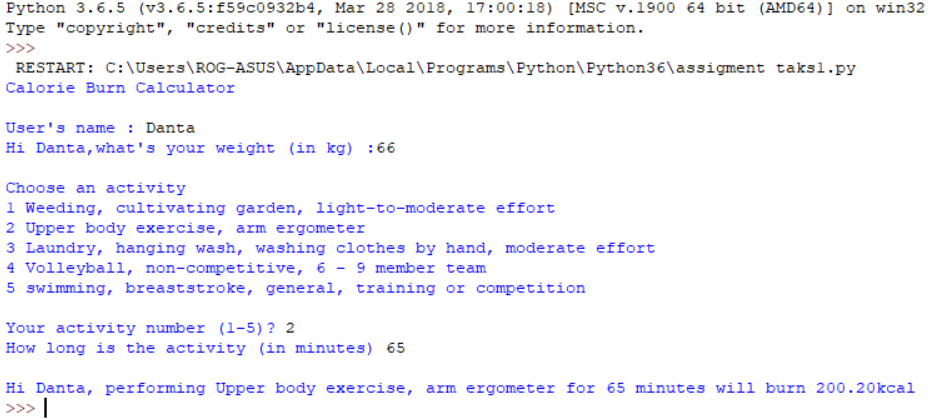 Python 3.6.5 (v3.6.5:f59c0932b4, Mar 28 2018, 17:00:18) [MSC v.1900 64 bit (AMD64)] on win32
Type "copyright", "credits" or "license()" for more information.
>>>
RESTART: C:\Users\ROG-ASUS\AppData\Local\Programs\Python\Python36\assigment taks1.py
Calorie Burn Calculator
User's name : Danta
Hi Danta,what's your weight (in kg) :66
Choose an activity
1 Weeding, cultivating garden, light-to-moderate effort
2 Upper body exercise, arm ergometer
3 Laundry, hanging wash, washing clothes by hand, moderate effort
4 Volleyball, non-competitive, 6 - 9 member team
5 swimming, breaststroke, general, training or competition
Your activity number (1-5)? 2
How long is the activity (in minutes) 65
Hi Danta, performing Upper body exercise, arm ergometer for 65 minutes will burn 200.20kcal
>>>